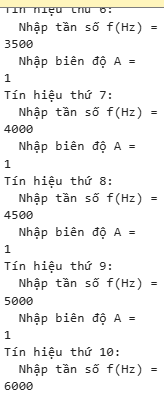 Tín hiệu thứ 6:
Nhập tần số f(Hz) =
3500
Nhập biên độ A =
1
Tín hiệu thứ 7:
Nhập tần số f(Hz) =
4000
Nhập biên độ A =
1
Tín hiệu thứ 8:
Nhập tần số f(Hz) =
4500
Nhập biên độ A =
1
Tín hiệu thứ 9:
Nhập tần số f(Hz) =
5000
Nhập biên độ A =
1
Tín hiệu thứ 10:
Nhập tần số f(Hz) =
6000